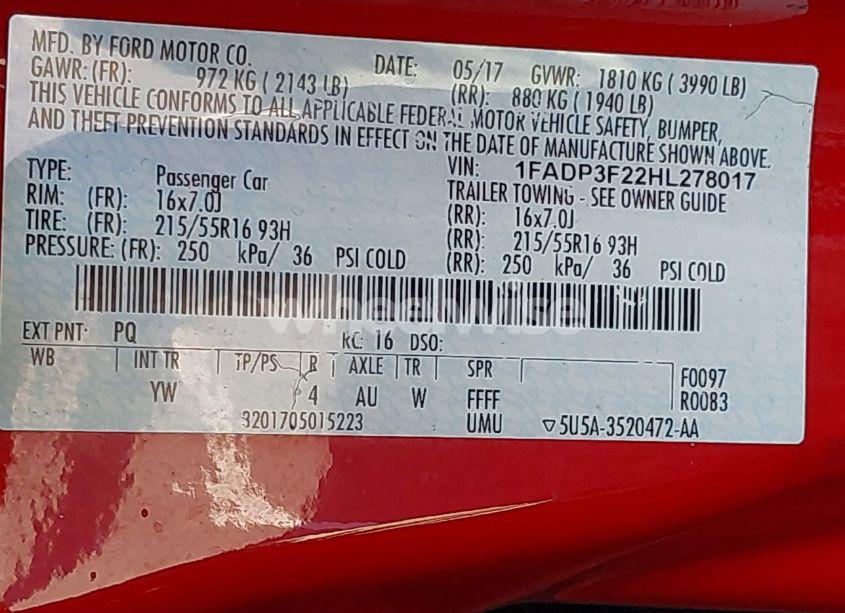 MFD. BY FORD MOTOR CO. DATE: 05/17 GVWR: 1810 KG ( 3990 LB)
GAWR: (FR): 972 KG ( 2143 LB) (RR): 880 KG ( 1940 LB)
THIS VEHICLE CONFORMS TO ALL APPLICABLE FEDERAL MOTOR VEHICLE SAFETY, BUMPER,
AND THEFT PREVENTION STANDARDS IN EFFECT ON THE DATE OF MANUFACTURE SHOWN ABOVE.
VIN: 1FADP3F22HL278017
TYPE: Passenger Car TRAILER TOWING - SEE OWNER GUIDE
RIM: (FR): 16x7.0J (RR): 16x7.0J
TIRE: (FR): 215/55R16 93H (RR): 215/55R16 93H
PRESSURE: (FR): 250 kPa/ 36 PSI COLD (RR): 250 kPa/ 36 PSI COLD
wheelwise
EXT PNT: PQ RC: 16 DSO:
WB INT TR TP/PS R AXLE TR SPR F0097
YW 4 AU W FFFF R0083
3201705015223 UMU ▽5U5A-3520472-AA